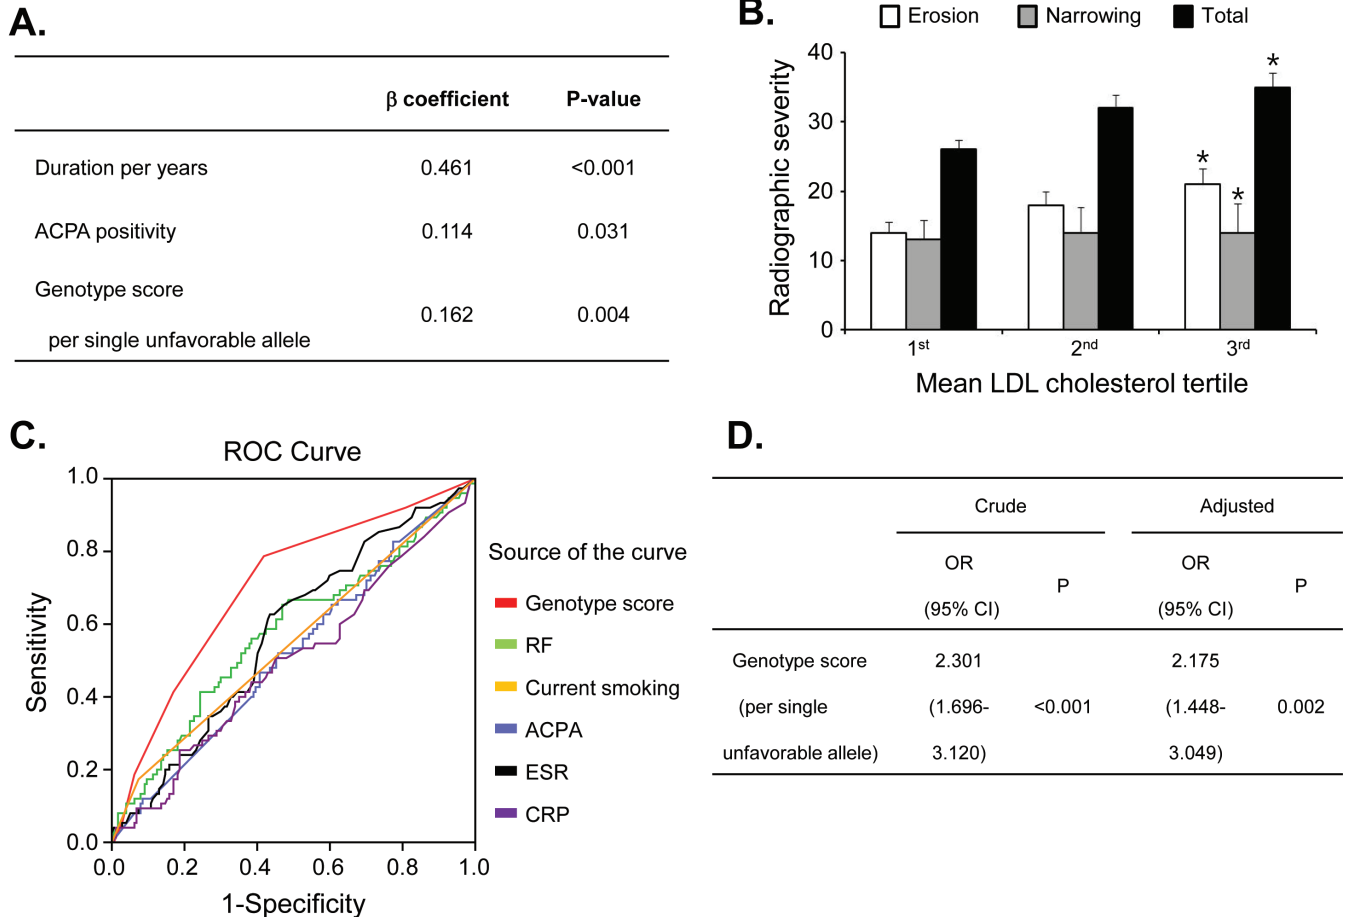 A.
β coefficient P-value
Duration per years 0.461 <0.001
ACPA positivity 0.114 0.031
Genotype score
0.162 0.004
per single unfavorable allele
B.
Erosion Narrowing Total
Radiographic severity
40
30
20
10
0
* * *
1st 2nd 3rd
Mean LDL cholesterol tertile
C.
ROC Curve
Sensitivity
1.0
0.8
0.6
0.4
0.2
0.0
0.0 0.2 0.4 0.6 0.8 1.0
1-Specificity
Source of the curve
Genotype score
RF
Current smoking
ACPA
ESR
CRP
D.
Crude Adjusted
OR OR
P P
(95% CI) (95% CI)
Genotype score 2.301 2.175
(per single (1.696- <0.001 (1.448- 0.002
unfavorable allele) 3.120) 3.049)